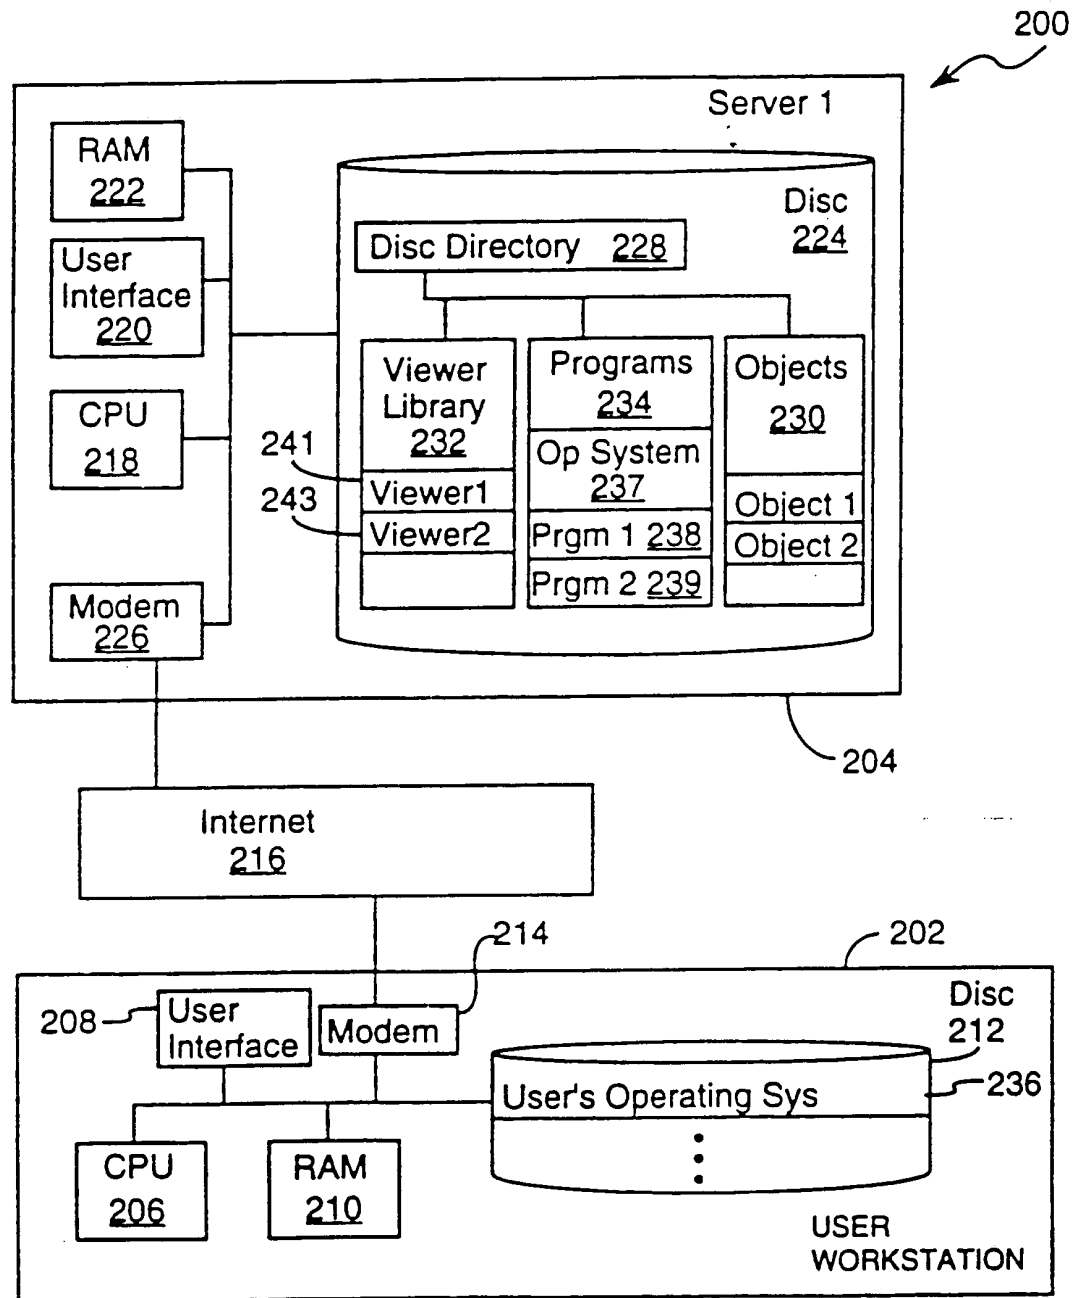 200
Server 1
RAM
222
User
Interface
220
CPU
218
Modem
226
Disc
224
Disc Directory 228
Viewer
Library
232
241
Viewer1
243
Viewer2
Programs
234
Op System
237
Prgm 1 238
Prgm 2 239
Objects
230
Object 1
Object 2
204
Internet
216
214
202
208
User
Interface
Modem
Disc
212
User's Operating Sys
236
CPU
206
RAM
210
USER
WORKSTATION